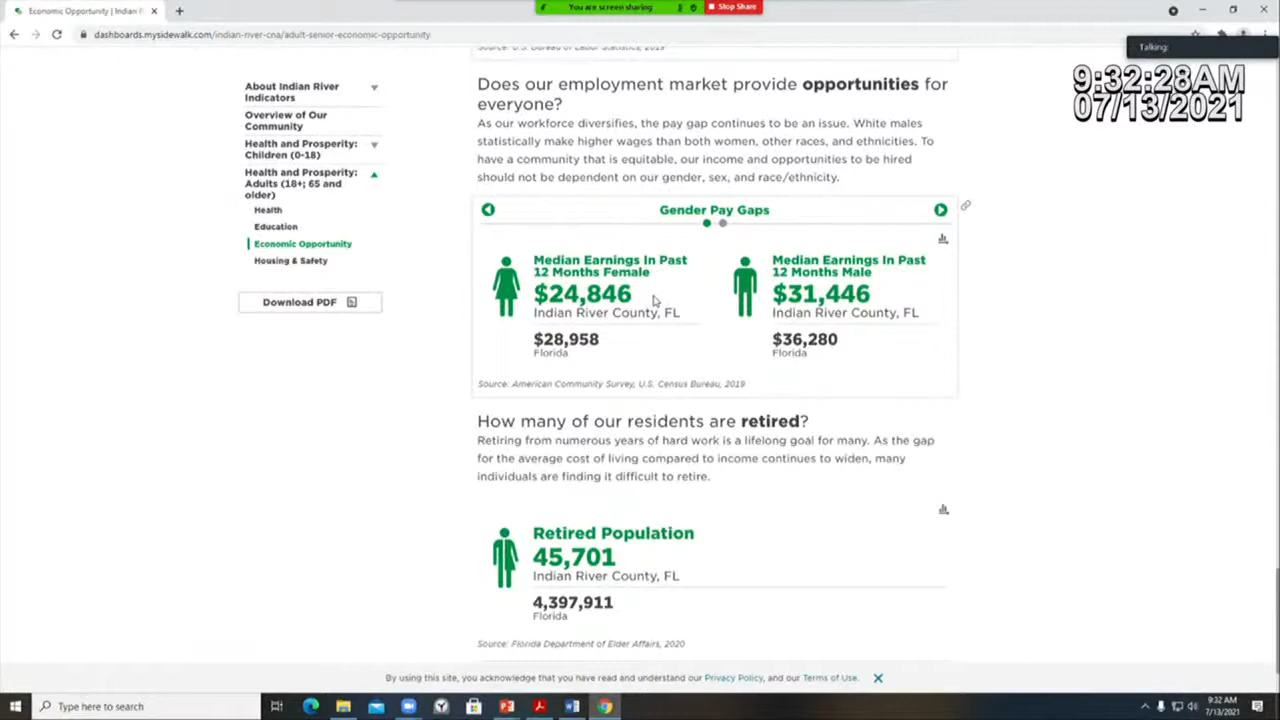 Economic Opportunity | Indian R
You are screen sharing
Stop Share
dashboards.mysidewalk.com/indian-river-cna/adult-senior-economic-opportunity
Talking:
9:32:28AM
07/13/2021
Source: U.S. Bureau of Labor Statistics, 2019
About Indian River
Indicators
Overview of Our
Community
Health and Prosperity:
Children (0-18)
Health and Prosperity:
Adults (18+; 65 and
older)
Health
Education
Economic Opportunity
Housing & Safety
Download PDF
Does our employment market provide opportunities for
everyone?
As our workforce diversifies, the pay gap continues to be an issue. White males
statistically make higher wages than both women, other races, and ethnicities. To
have a community that is equitable, our income and opportunities to be hired
should not be dependent on our gender, sex, and race/ethnicity.
Gender Pay Gaps
Median Earnings In Past
12 Months Female
$24,846
Indian River County, FL
$28,958
Florida
Median Earnings In Past
12 Months Male
$31,446
Indian River County, FL
$36,280
Florida
Source: American Community Survey, U.S. Census Bureau, 2019
How many of our residents are retired?
Retiring from numerous years of hard work is a lifelong goal for many. As the gap
for the average cost of living compared to income continues to widen, many
individuals are finding it difficult to retire.
Retired Population
45,701
Indian River County, FL
4,397,911
Florida
Source: Florida Department of Elder Affairs, 2020
By using this site, you acknowledge that you have read and understand our Privacy Policy, and our Terms of Use.
Type here to search
9:32 AM
7/13/2021